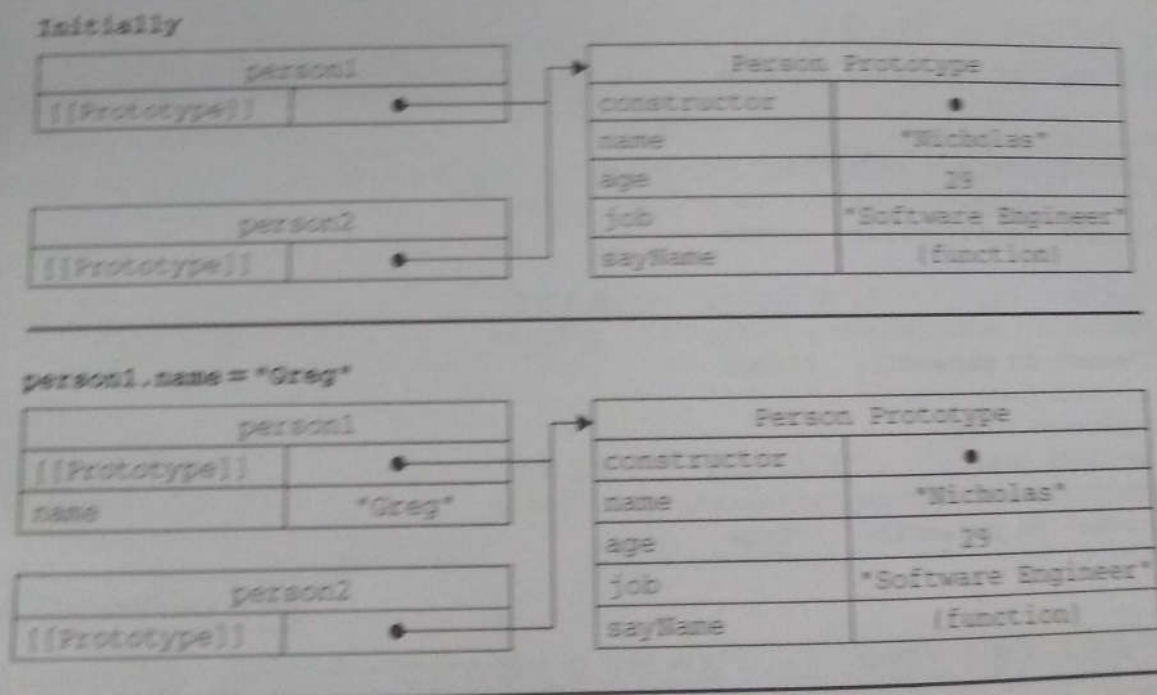 Initially
person1
[[Prototype]]
person2
[[Prototype]]
Person Prototype
constructor
name "Nicholas"
age 29
job "Software Engineer"
sayName (function)
person1.name = "Greg"
person1
[[Prototype]]
name "Greg"
person2
[[Prototype]]
Person Prototype
constructor
name "Nicholas"
age 29
job "Software Engineer"
sayName (function)